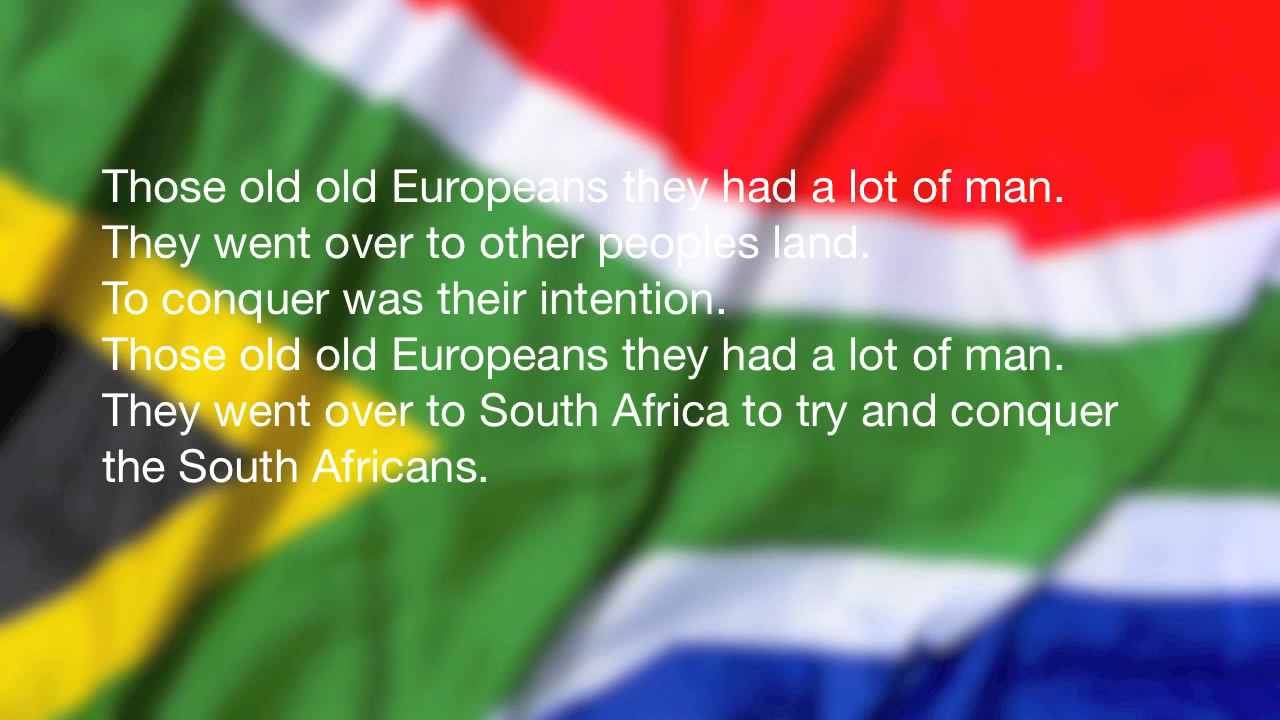 Those old old Europeans they had a lot of man.
They went over to other peoples land.
To conquer was their intention.
Those old old Europeans they had a lot of man.
They went over to South Africa to try and conquer
the South Africans.